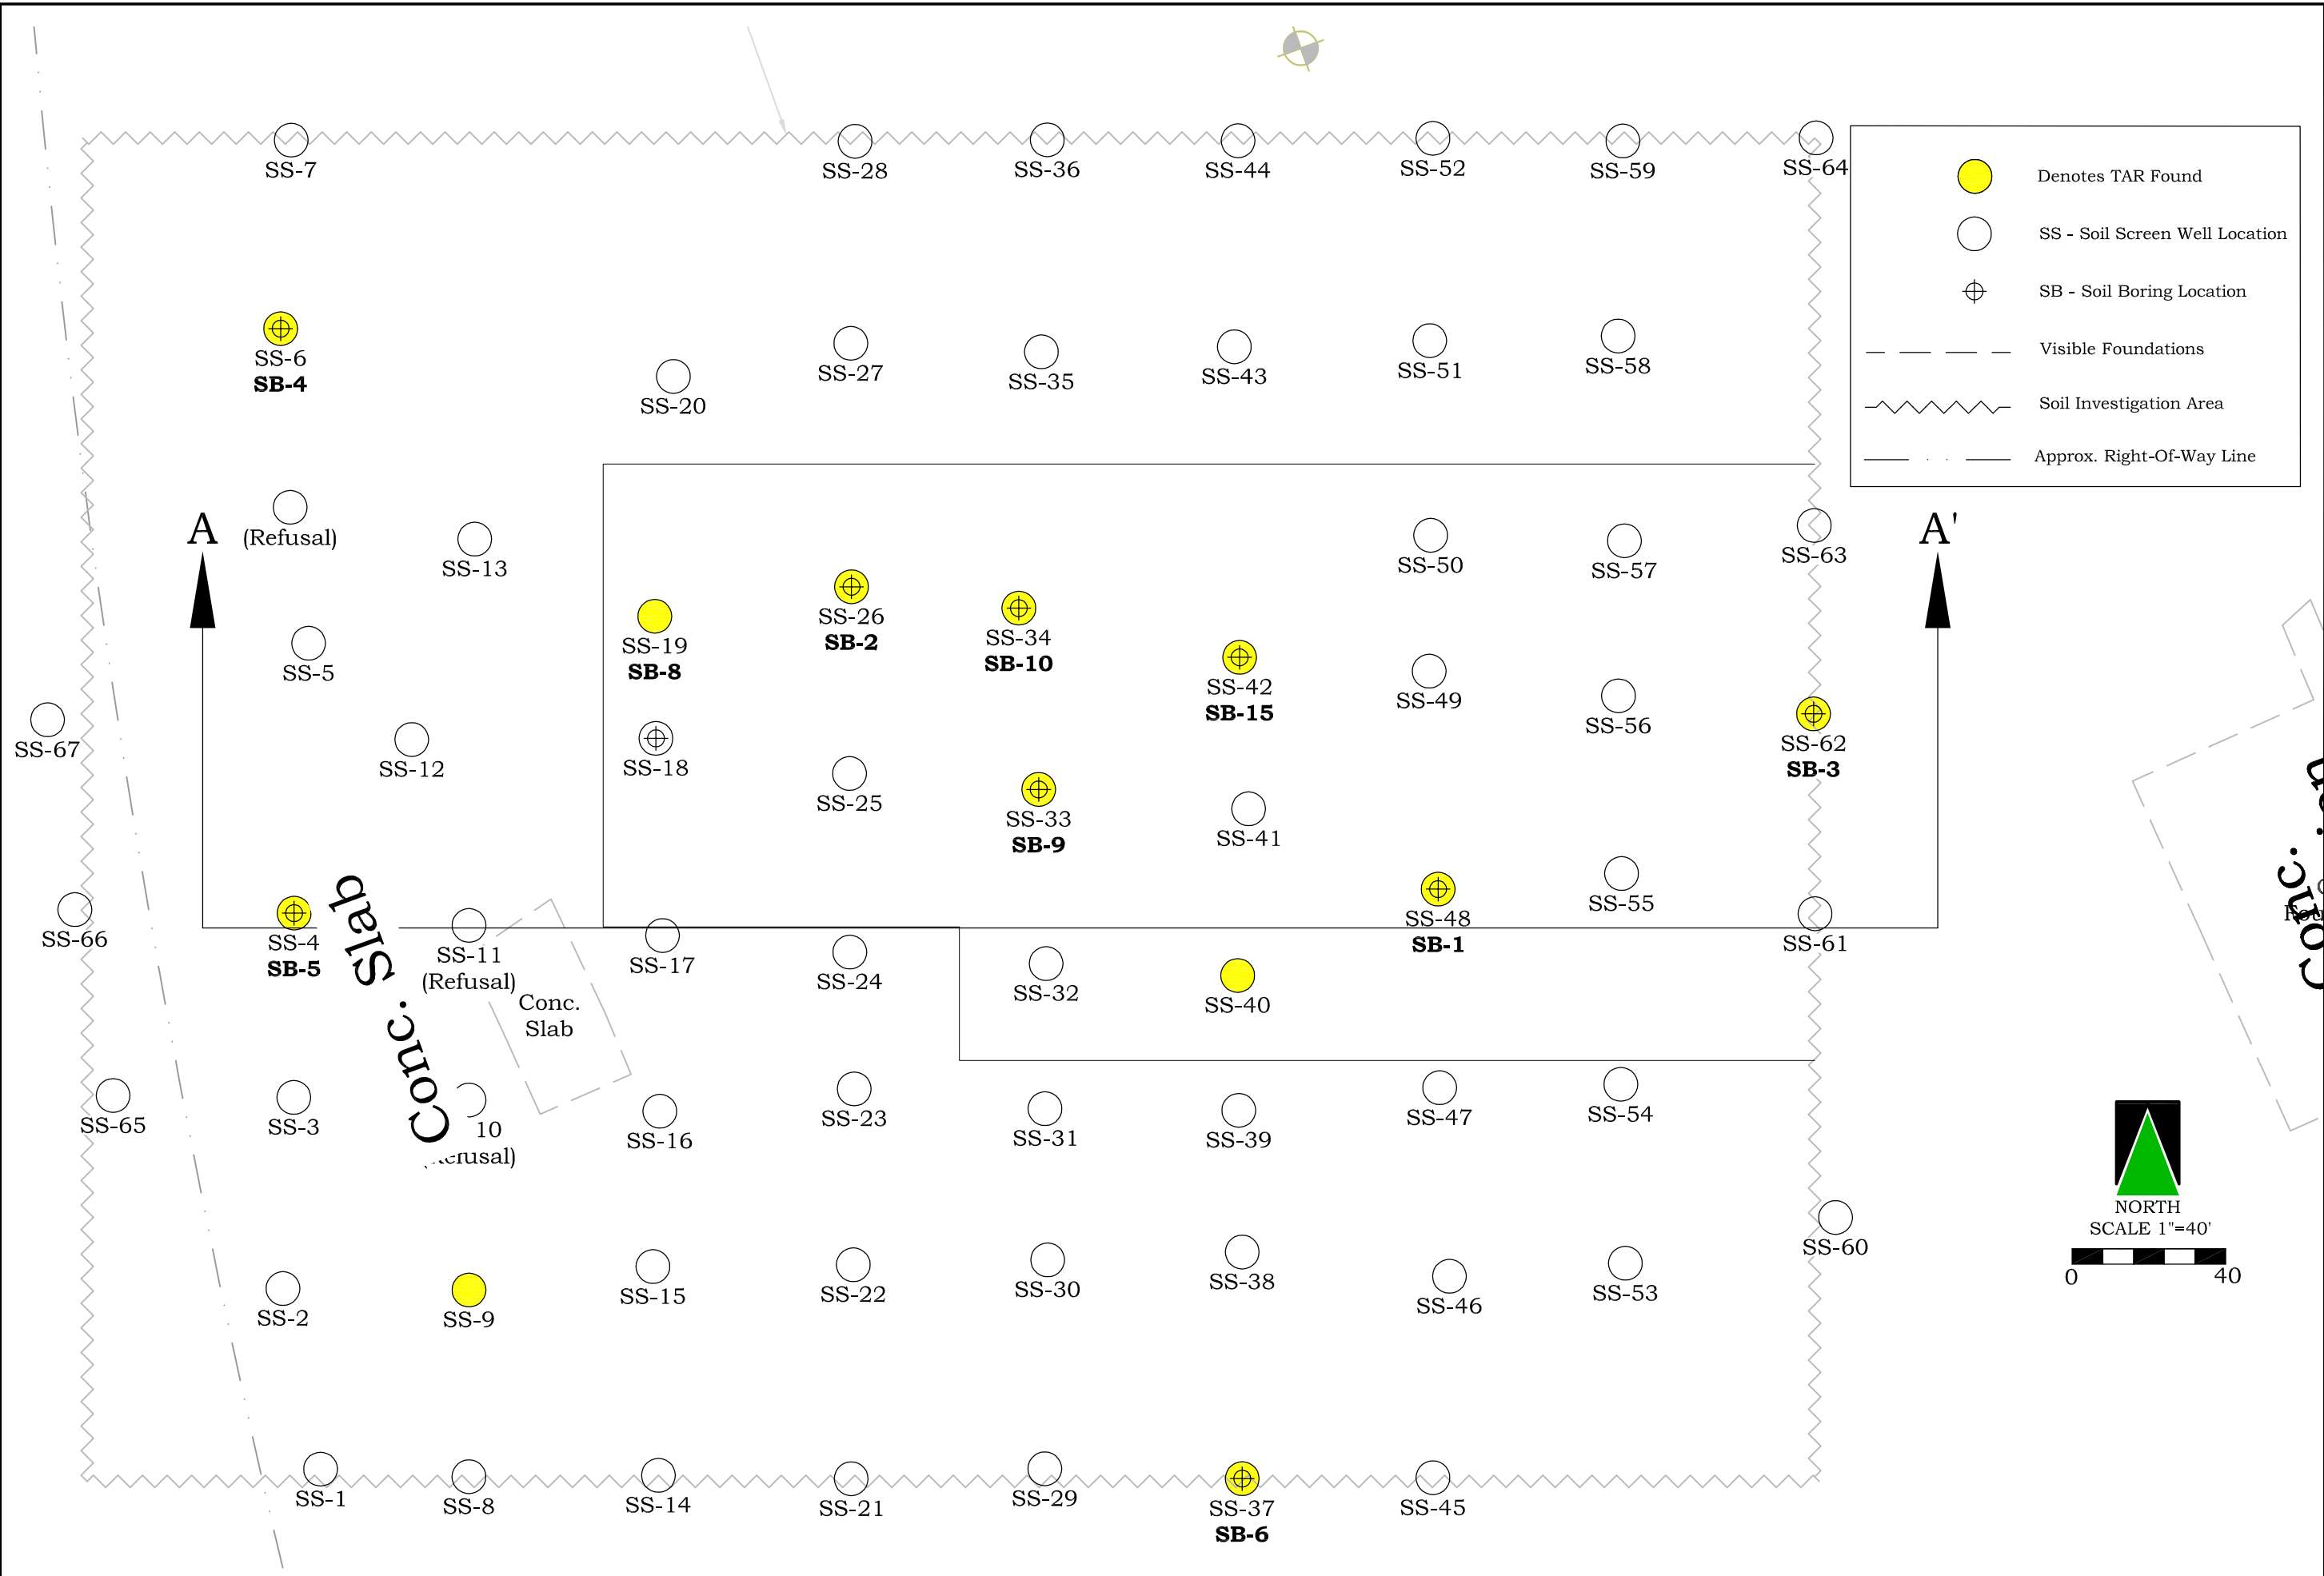 SS-7
SS-28
SS-36
SS-44
SS-52
SS-59
SS-64
Denotes TAR Found
SS - Soil Screen Well Location
SB - Soil Boring Location
Visible Foundations
Soil Investigation Area
Approx. Right-Of-Way Line
SS-6
SB-4
SS-20
SS-27
SS-35
SS-43
SS-51
SS-58
A
(Refusal)
SS-13
SS-50
SS-57
SS-63
A'
SS-5
SS-19
SB-8
SS-26
SB-2
SS-34
SB-10
SS-42
SB-15
SS-49
SS-56
SS-62
SB-3
SS-67
SS-12
SS-18
SS-25
SS-33
SB-9
SS-41
SS-66
SS-4
SB-5
Conc. Slab
SS-11
(Refusal)
Conc.
Slab
SS-17
SS-24
SS-32
SS-40
SS-48
SB-1
SS-55
SS-61
Conc.
SS-65
SS-3
10
SS-16
SS-23
SS-31
SS-39
SS-47
SS-54
NORTH
SCALE 1"=40'
0
40
SS-2
SS-9
SS-15
SS-22
SS-30
SS-38
SS-46
SS-53
SS-60
SS-1
SS-8
SS-14
SS-21
SS-29
SS-37
SB-6
SS-45